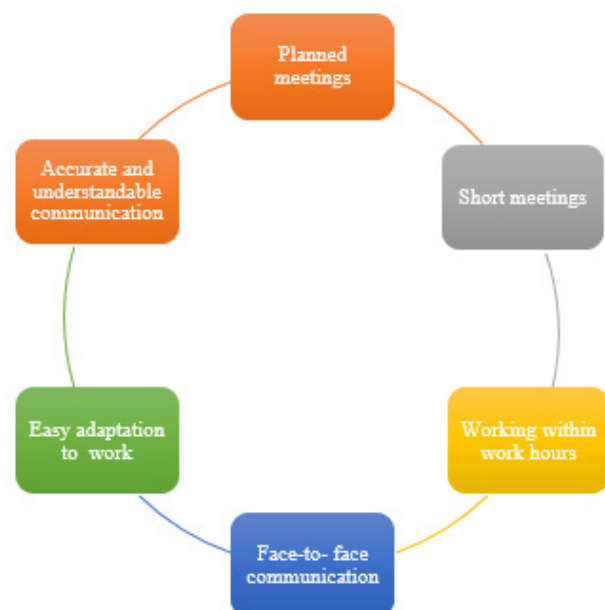 Planned
meetings
Short meetings
Working within
work hours
Face-to- face
communication
Easy adaptation
to work
Accurate and
understandable
communication